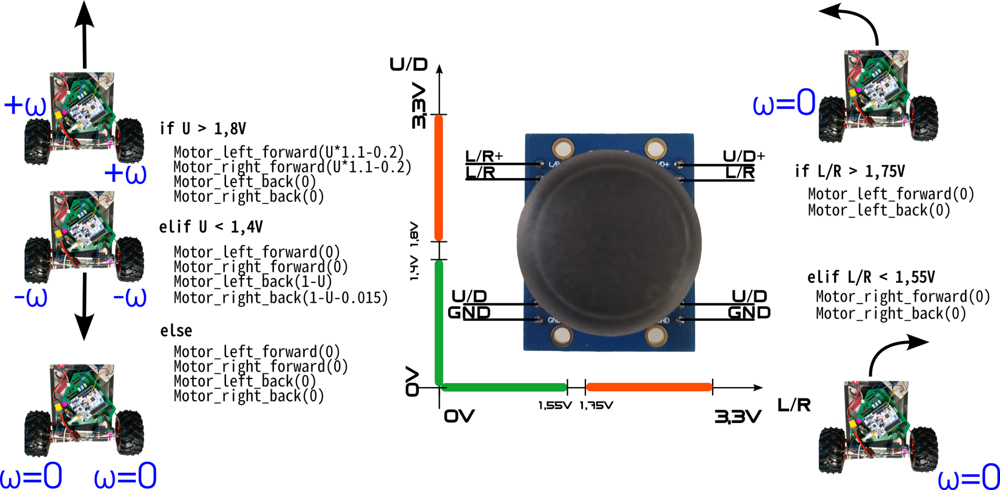 +ω
+ω
if U > 1,8V
Motor_left_forward(U*1.1-0.2)
Motor_right_forward(U*1.1-0.2)
Motor_left_back(0)
Motor_right_back(0)
elif U < 1,4V
Motor_left_forward(0)
Motor_right_forward(0)
Motor_left_back(1-U)
Motor_right_back(1-U-0.015)
-ω
-ω
else
Motor_left_forward(0)
Motor_right_forward(0)
Motor_left_back(0)
Motor_right_back(0)
ω=0
ω=0
U/D
3,3V
1,8V
1,4V
0V
0V
1,55V
1,75V
3,3V
L/R
L/R+
L/R
U/D
GND
U/D+
L/R
U/D
GND
ω=0
if L/R > 1,75V
Motor_left_forward(0)
Motor_left_back(0)
elif L/R < 1,55V
Motor_right_forward(0)
Motor_right_back(0)
ω=0